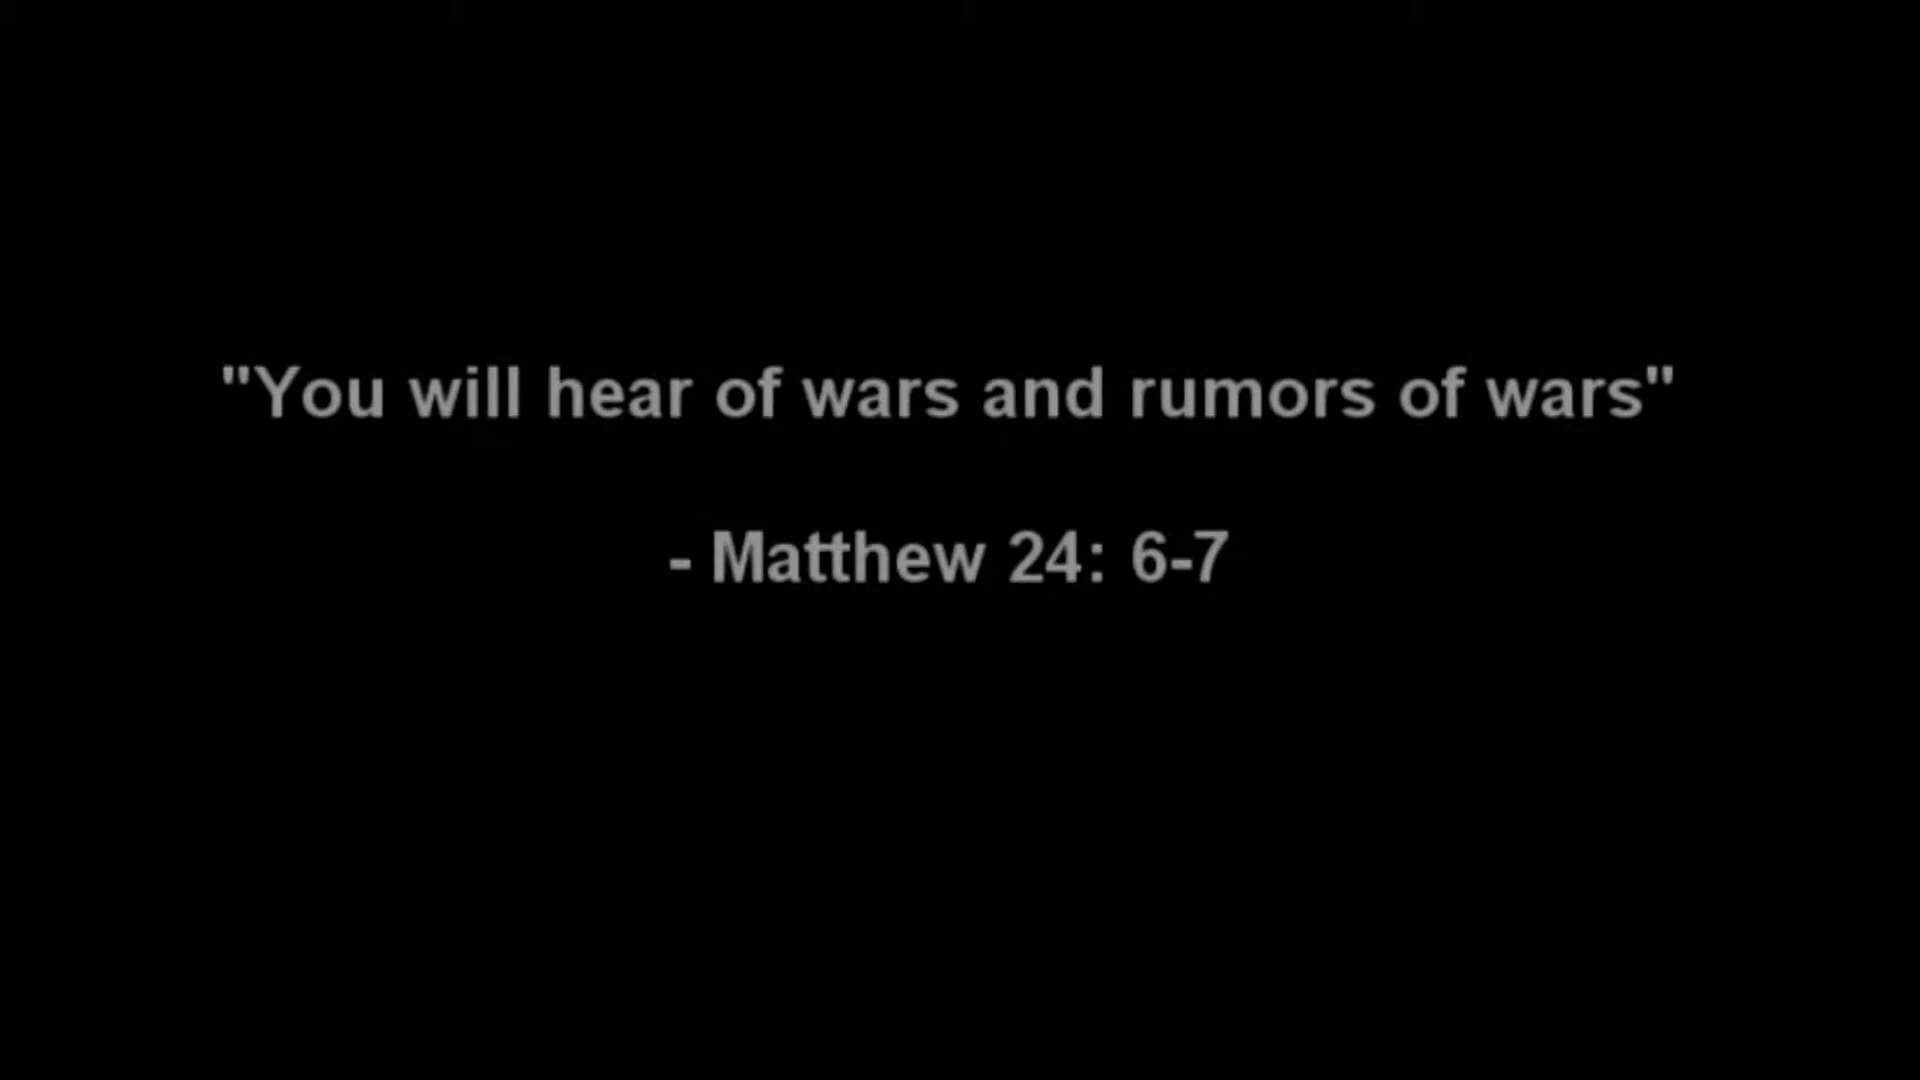 "You will hear of wars and rumors of wars"
- Matthew 24: 6-7